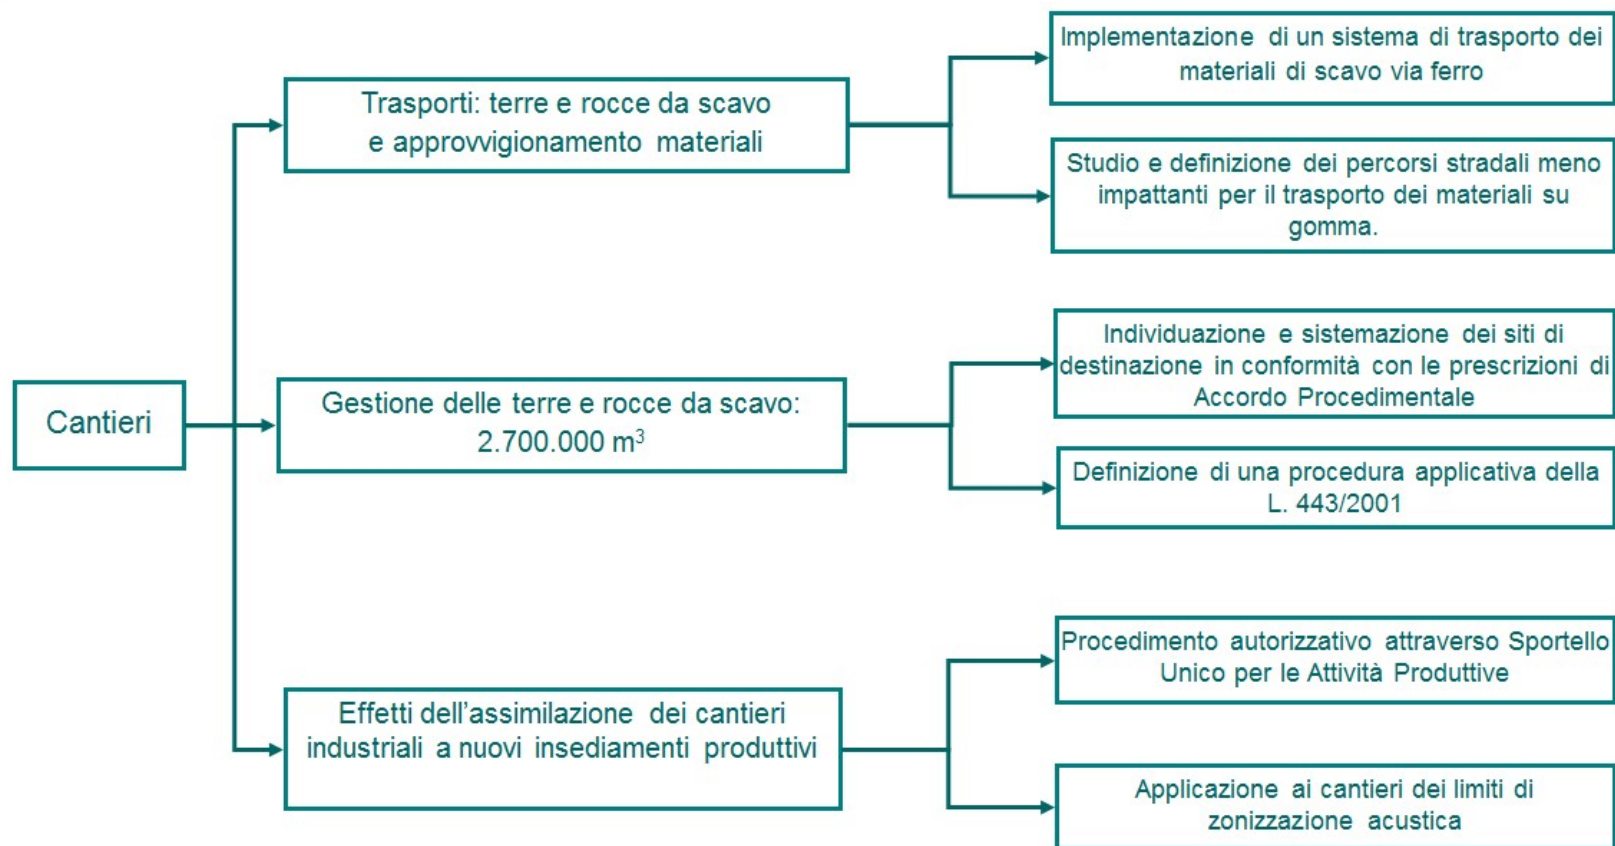 Cantieri
Trasporti: terre e rocce da scavo
e approvvigionamento materiali
Implementazione di un sistema di trasporto dei
materiali di scavo via ferro
Studio e definizione dei percorsi stradali meno
impattanti per il trasporto dei materiali su
gomma.
Gestione delle terre e rocce da scavo:
2.700.000 m³
Individuazione e sistemazione dei siti di
destinazione in conformità con le prescrizioni di
Accordo Procedimentale
Definizione di una procedura applicativa della
L. 443/2001
Effetti dell'assimilazione dei cantieri
industriali a nuovi insediamenti produttivi
Procedimento autorizzativo attraverso Sportello
Unico per le Attività Produttive
Applicazione ai cantieri dei limiti di
zonizzazione acustica